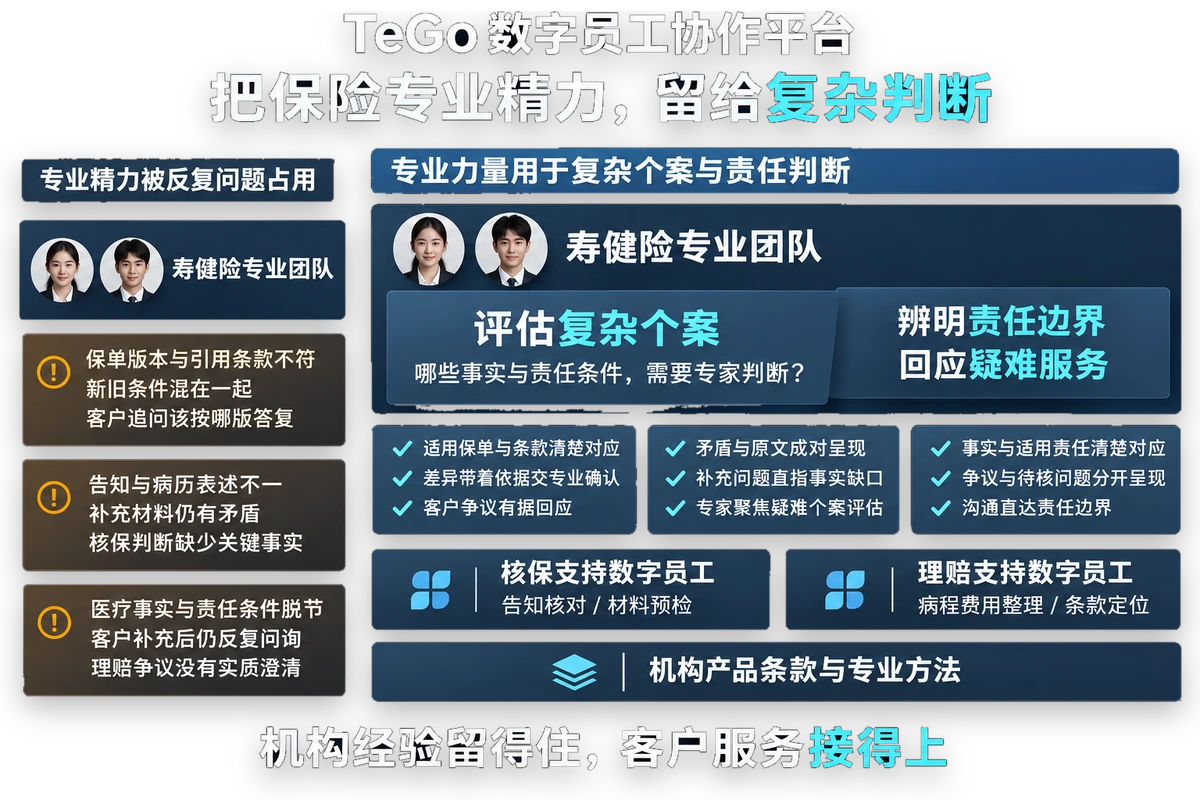 TeGo 数字员工协作平台
把保险专业精力，留给复杂判断
专业精力被反复问题占用
寿健险专业团队
保单版本与引用条款不符
新旧条件混在一起
客户追问该按哪版答复
告知与病历表述不一
补充材料仍有矛盾
核保判断缺少关键事实
医疗事实与责任条件脱节
客户补充后仍反复问询
理赔争议没有实质澄清
专业力量用于复杂个案与责任判断
寿健险专业团队
评估复杂个案
哪些事实与责任条件，需要专家判断？
辨明责任边界
回应疑难服务
适用保单与条款清楚对应
差异带着依据交专业确认
客户争议有据回应
矛盾与原文成对呈现
补充问题直指事实缺口
专家聚焦疑难个案评估
事实与适用责任清楚对应
争议与待核问题分开呈现
沟通直达责任边界
核保支持数字员工
告知核对 / 材料预检
理赔支持数字员工
病程费用整理 / 条款定位
机构产品条款与专业方法
机构经验留得住，客户服务接得上